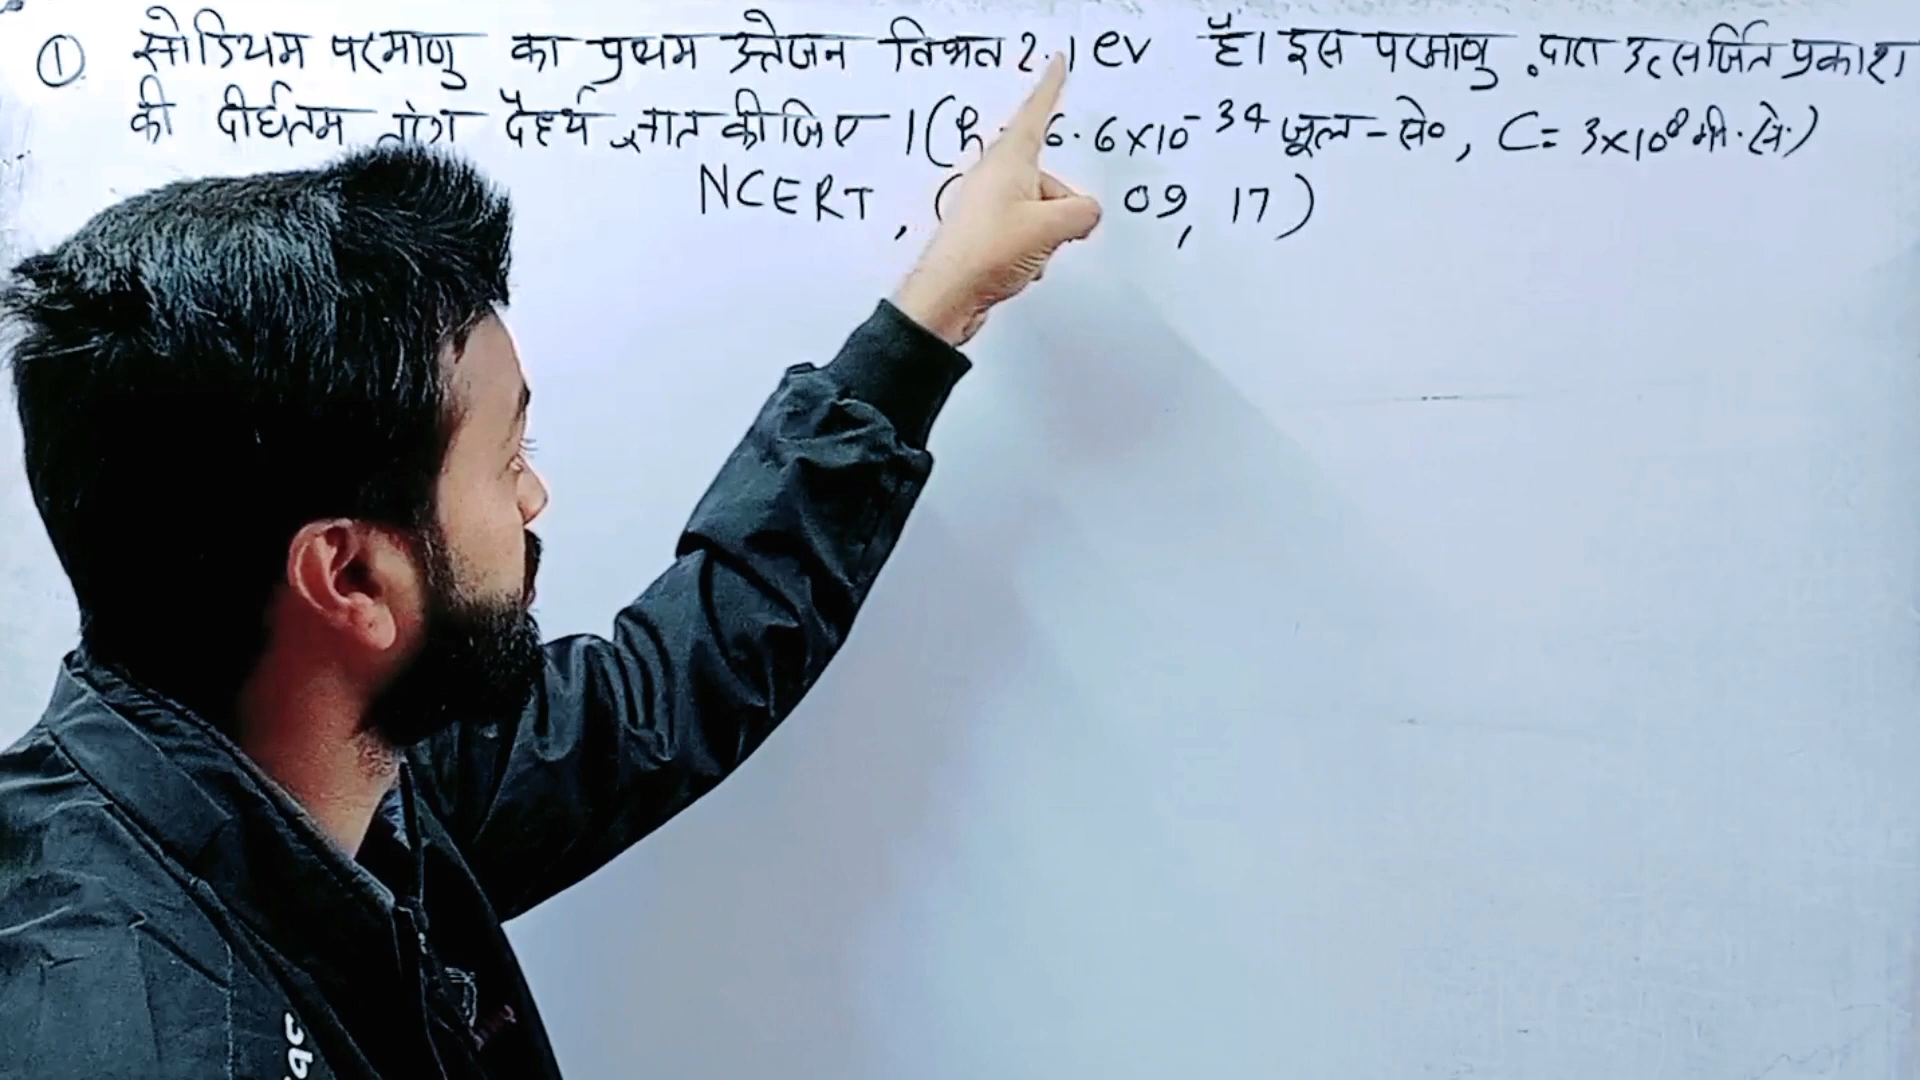 ① सोडियम परमाणु का प्रथम उत्तेजन विभव 2.1 ev है। इस परमाणु द्वारा उत्सर्जित प्रकाश
की दीर्घतम तरंग दैर्ध्य ज्ञात कीजिए । (h 6.6×10⁻³⁴ जूल-से०, C= 3×10⁸ मी.से.)
NCERT, ( 09, 17)